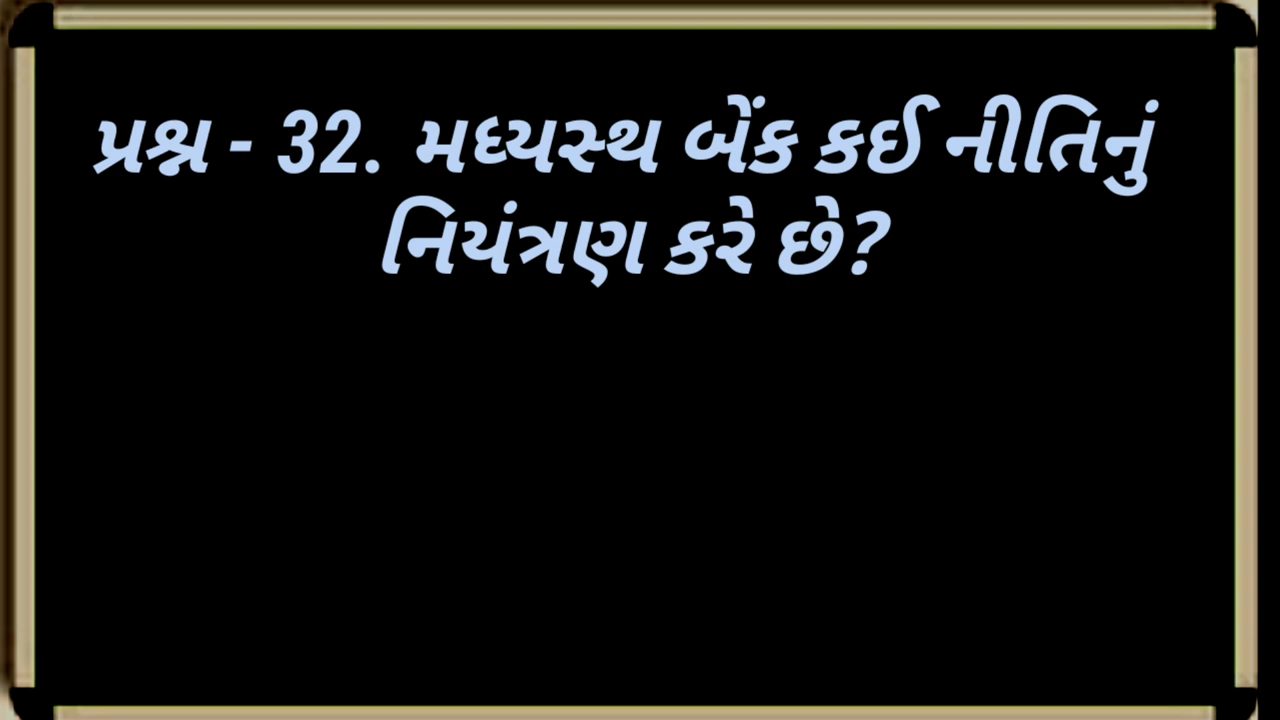 પ્રશ્ન - 32. મધ્યસ્થ બેંક કઈ નીતિનું
નિયંત્રણ કરે છે?